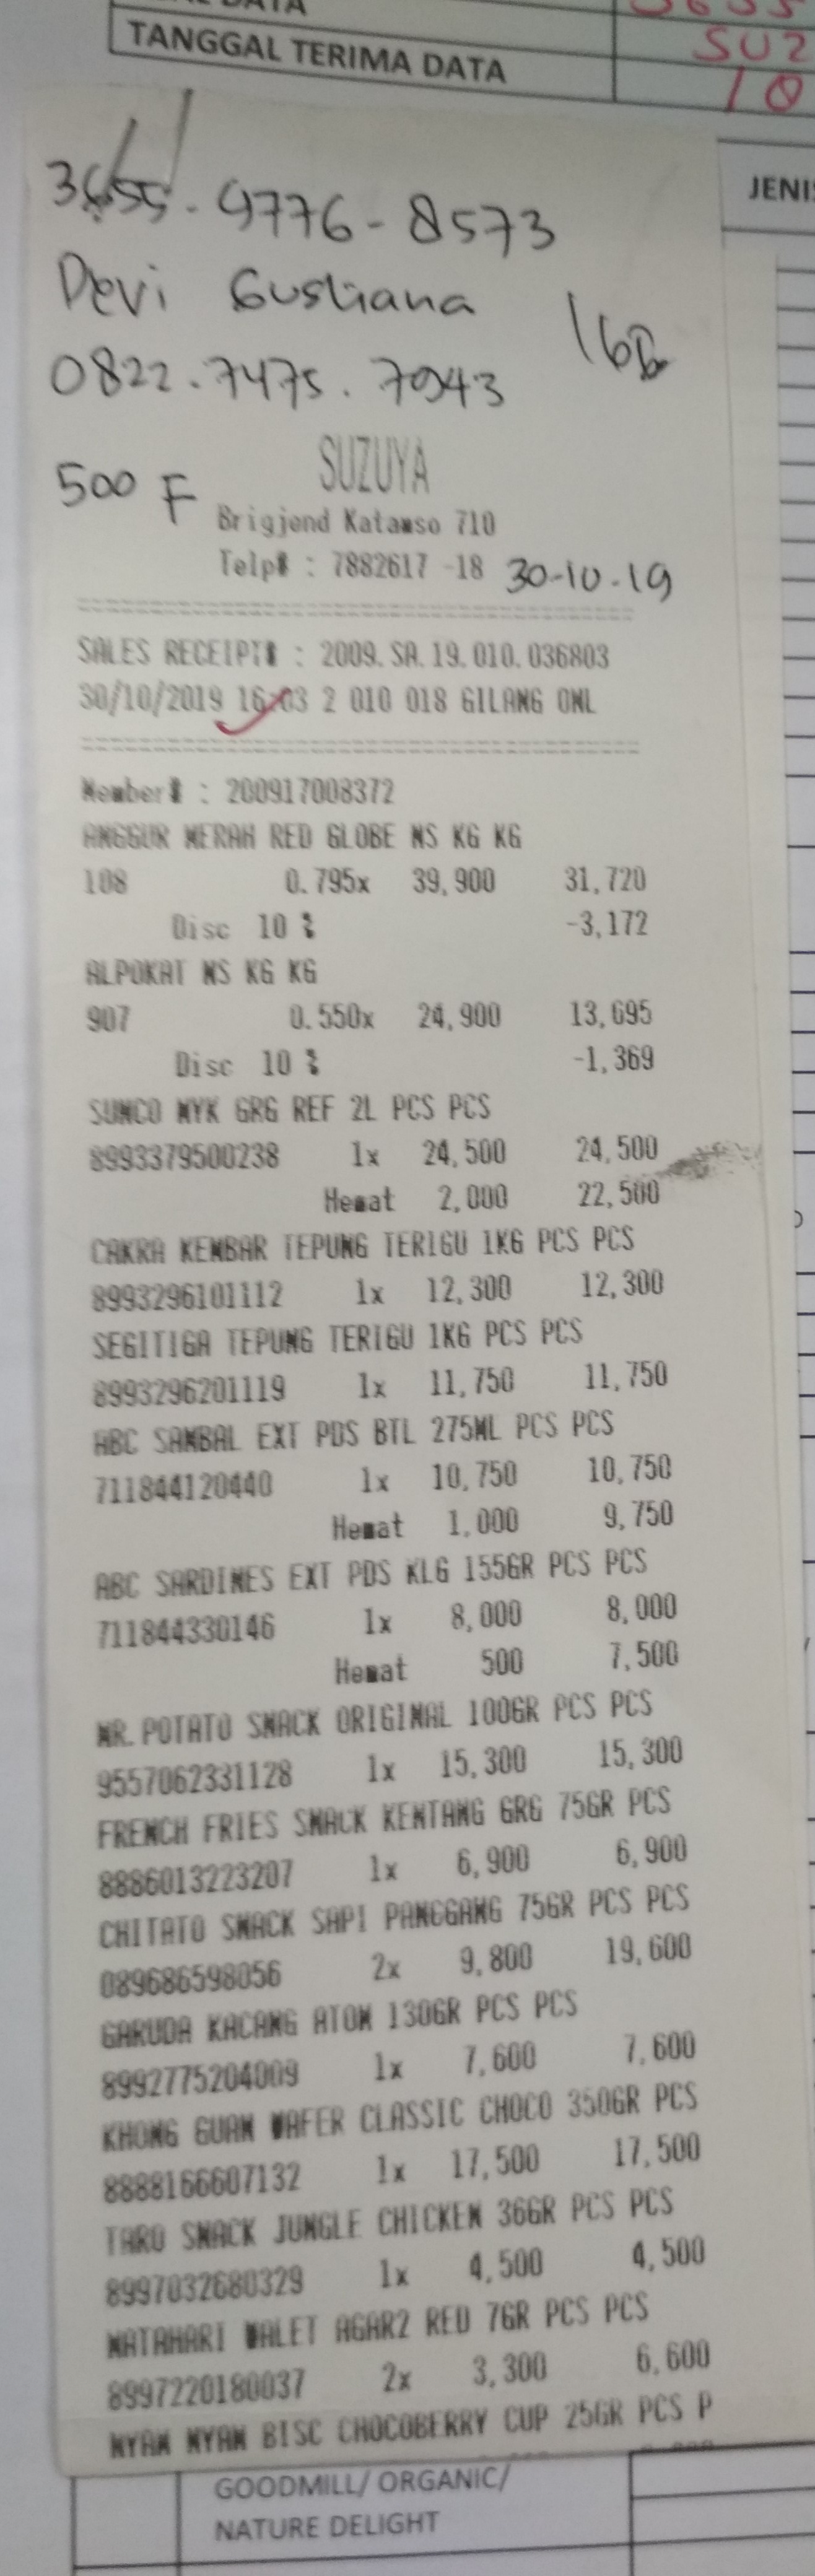 DATA
TANGGAL TERIMA DATA
SUZ
10
JENI
3655-9776-8573
Devi Gustiana
16B
0822.7475.7043
SUZUYA
500 F
Brigjend Katamso 710
Telp# : 7882617 -18
30-10-19
SALES RECEIPT# : 2009.SA.19.010.036803
30/10/2019 16:03 2 010 018 GILANG ONL
Member# : 200917008372
ANGGUR MERAH RED GLOBE NS KG KG
108 0.795x 39,900 31,720
Disc 10 % -3,172
ALPOKAT NS KG KG
907 0.550x 24,900 13,695
Disc 10 % -1,369
SUNCO MYK GRG REF 2L PCS PCS
8993379500238 1x 24,500 24,500
Hemat 2,000 22,500
CAKRA KEMBAR TEPUNG TERIGU 1KG PCS PCS
8993296101112 1x 12,300 12,300
SEGITIGA TEPUNG TERIGU 1KG PCS PCS
8993296201119 1x 11,750 11,750
ABC SAMBAL EXT PDS BTL 275ML PCS PCS
711844120440 1x 10,750 10,750
Hemat 1,000 9,750
ABC SARDINES EXT PDS KLG 155GR PCS PCS
711844330146 1x 8,000 8,000
Hemat 500 7,500
MR.POTATO SNACK ORIGINAL 100GR PCS PCS
9557062331128 1x 15,300 15,300
FRENCH FRIES SNACK KENTANG GRG 75GR PCS
8886013223207 1x 6,900 6,900
CHITATO SNACK SAPI PANGGANG 75GR PCS PCS
089686598056 2x 9,800 19,600
GARUDA KACANG ATOM 130GR PCS PCS
8992775204009 1x 7,600 7,600
KHONG GUAN WAFER CLASSIC CHOCO 350GR PCS
8888166607132 1x 17,500 17,500
TARO SNACK JUNGLE CHICKEN 36GR PCS PCS
8997032680329 1x 4,500 4,500
MATAHARI WALET AGAR2 RED 7GR PCS PCS
8997220180037 2x 3,300 6,600
NYAM NYAM BISC CHOCOBERRY CUP 25GR PCS P
GOODMILL/ ORGANIC/
NATURE DELIGHT